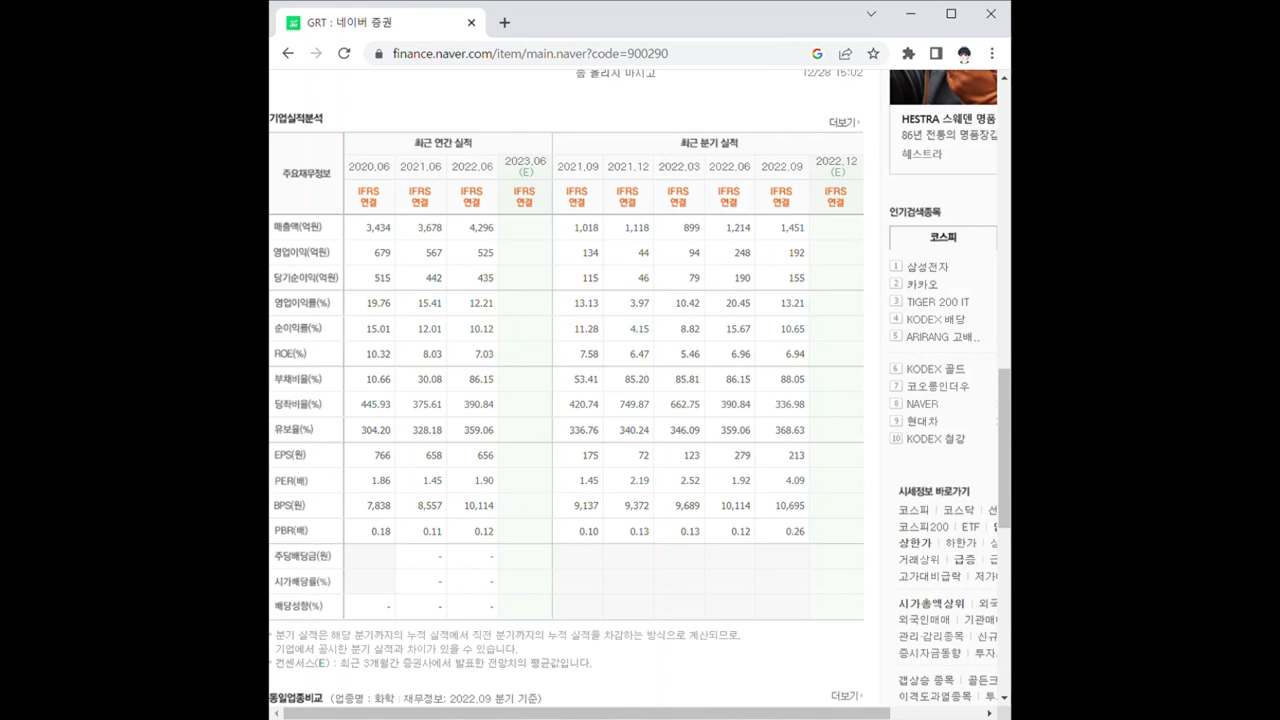 GRT : 네이버 증권
finance.naver.com/item/main.naver?code=900290
12/28 15:02
기업실적분석
더보기
주요재무정보 최근 연간 실적 최근 분기 실적
2020.06 2021.06 2022.06 2023.06 (E) 2021.09 2021.12 2022.03 2022.06 2022.09 2022.12 (E)
IFRS 연결 IFRS 연결 IFRS 연결 IFRS 연결 IFRS 연결 IFRS 연결 IFRS 연결 IFRS 연결 IFRS 연결 IFRS 연결
매출액(억원) 3,434 3,678 4,296 1,018 1,118 899 1,214 1,451
영업이익(억원) 679 567 525 134 44 94 248 192
당기순이익(억원) 515 442 435 115 46 79 190 155
영업이익률(%) 19.76 15.41 12.21 13.13 3.97 10.42 20.45 13.21
순이익률(%) 15.01 12.01 10.12 11.28 4.15 8.82 15.67 10.65
ROE(%) 10.32 8.03 7.03 7.58 6.47 5.46 6.96 6.94
부채비율(%) 10.66 30.08 86.15 53.41 85.20 85.81 86.15 88.05
당좌비율(%) 445.93 375.61 390.84 420.74 749.87 662.75 390.84 336.98
유보율(%) 304.20 328.18 359.06 336.76 340.24 346.09 359.06 368.63
EPS(원) 766 658 656 175 72 123 279 213
PER(배) 1.86 1.45 1.90 1.45 2.19 2.52 1.92 4.09
BPS(원) 7,838 8,557 10,114 9,137 9,372 9,689 10,114 10,695
PBR(배) 0.18 0.11 0.12 0.10 0.13 0.13 0.12 0.26
주당배당금(원) - -
시가배당률(%) - -
배당성향(%) - - -
* 분기 실적은 해당 분기까지의 누적 실적에서 직전 분기까지의 누적 실적을 차감하는 방식으로 계산되므로,
기업에서 공시한 분기 실적과 차이가 있을 수 있습니다.
* 컨센서스(E) : 최근 3개월간 증권사에서 발표한 전망치의 평균값입니다.
동일업종비교 (업종명 : 화학 | 재무정보: 2022.09 분기 기준)
더보기
HESTRA 스웨덴 명품
86년 전통의 명품장갑
헤스트라
인기검색종목
코스피
1 삼성전자
2 카카오
3 TIGER 200 IT
4 KODEX 배당
5 ARIRANG 고배..
6 KODEX 골드
7 코오롱인더우
8 NAVER
9 현대차
10 KODEX 철강
시세정보 바로가기
코스피 | 코스닥 | 선
코스피200 | ETF |
상한가 | 하한가 | 상
거래상위 | 급증 | 급
고가대비급락 | 저가
시가총액상위 | 외국
외국인매매 | 기관매
관리·감리종목 | 신규
증시자금동향 | 투자
갭상승 종목 | 골든크
이격도과열종목 | 투